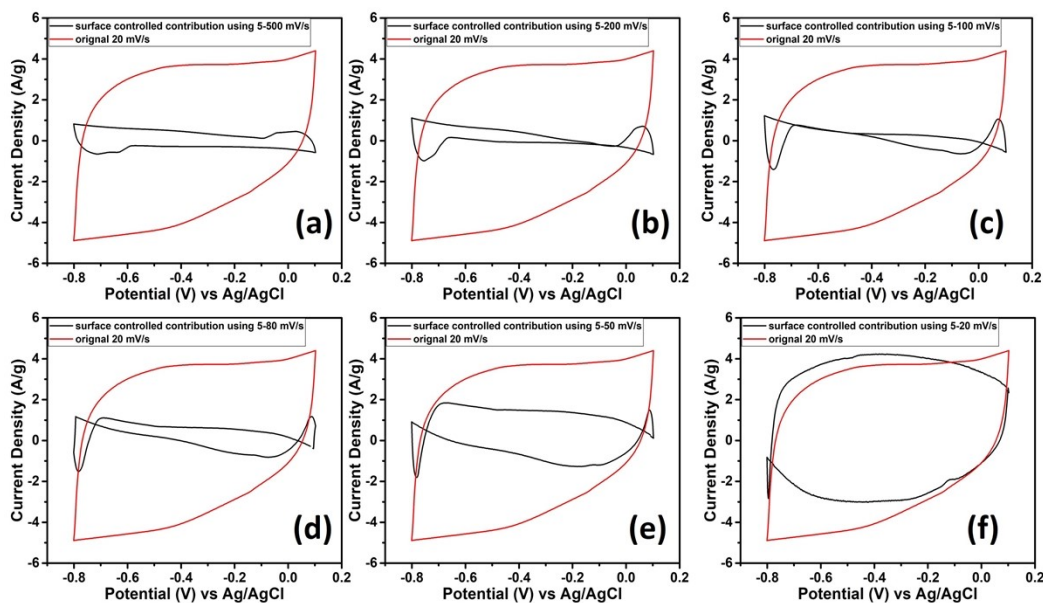 surface controlled contribution using 5-500 mV/s
orignal 20 mV/s
Current Density (A/g)
6
4
2
0
-2
-4
-6
(a)
-0.8 -0.6 -0.4 -0.2 0.0 0.2
Potential (V) vs Ag/AgCl
surface controlled contribution using 5-200 mV/s
orignal 20 mV/s
Current Density (A/g)
6
4
2
0
-2
-4
-6
(b)
-0.8 -0.6 -0.4 -0.2 0.0 0.2
Potential (V) vs Ag/AgCl
surface controlled contribution using 5-100 mV/s
orignal 20 mV/s
Current Density (A/g)
6
4
2
0
-2
-4
-6
(c)
-0.8 -0.6 -0.4 -0.2 0.0 0.2
Potential (V) vs Ag/AgCl
surface controlled contribution using 5-80 mV/s
orignal 20 mV/s
Current Density (A/g)
6
4
2
0
-2
-4
-6
(d)
-0.8 -0.6 -0.4 -0.2 0.0 0.2
Potential (V) vs Ag/AgCl
surface controlled contribution using 5-50 mV/s
orignal 20 mV/s
Current Density (A/g)
6
4
2
0
-2
-4
-6
(e)
-0.8 -0.6 -0.4 -0.2 0.0 0.2
Potential (V) vs Ag/AgCl
surface controlled contribution using 5-20 mV/s
orignal 20 mV/s
Current Density (A/g)
6
4
2
0
-2
-4
-6
(f)
-0.8 -0.6 -0.4 -0.2 0.0 0.2
Potential (V) vs Ag/AgCl